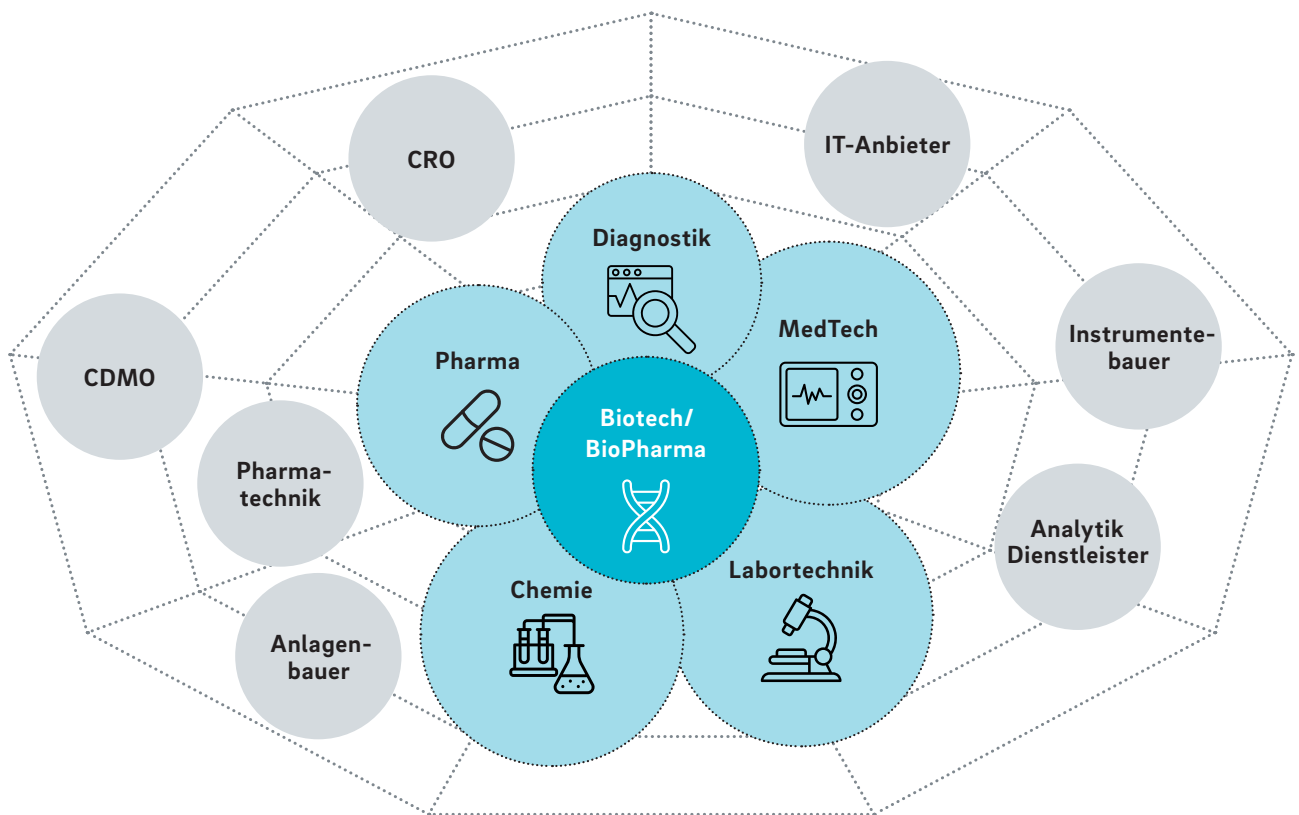 CRO
IT-Anbieter
Diagnostik
MedTech
Instrumente-
bauer
Pharma
CDMO
Biotech/
BioPharma
Pharma-
technik
Analytik
Dienstleister
Labortechnik
Chemie
Anlagen-
bauer